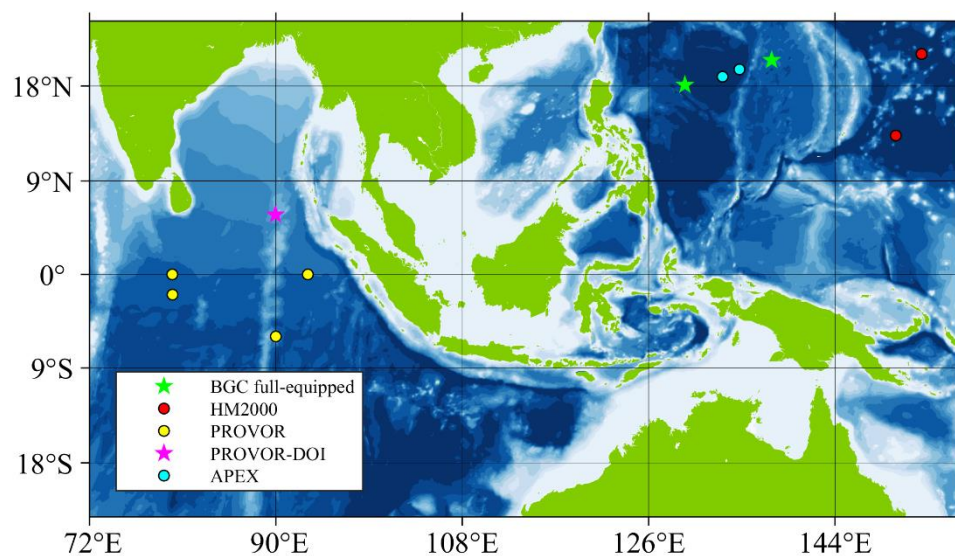 18°N
9°N
0°
9°S
18°S
BGC full-equipped
HM2000
PROVOR
PROVOR-DOI
APEX
72°E 90°E 108°E 126°E 144°E